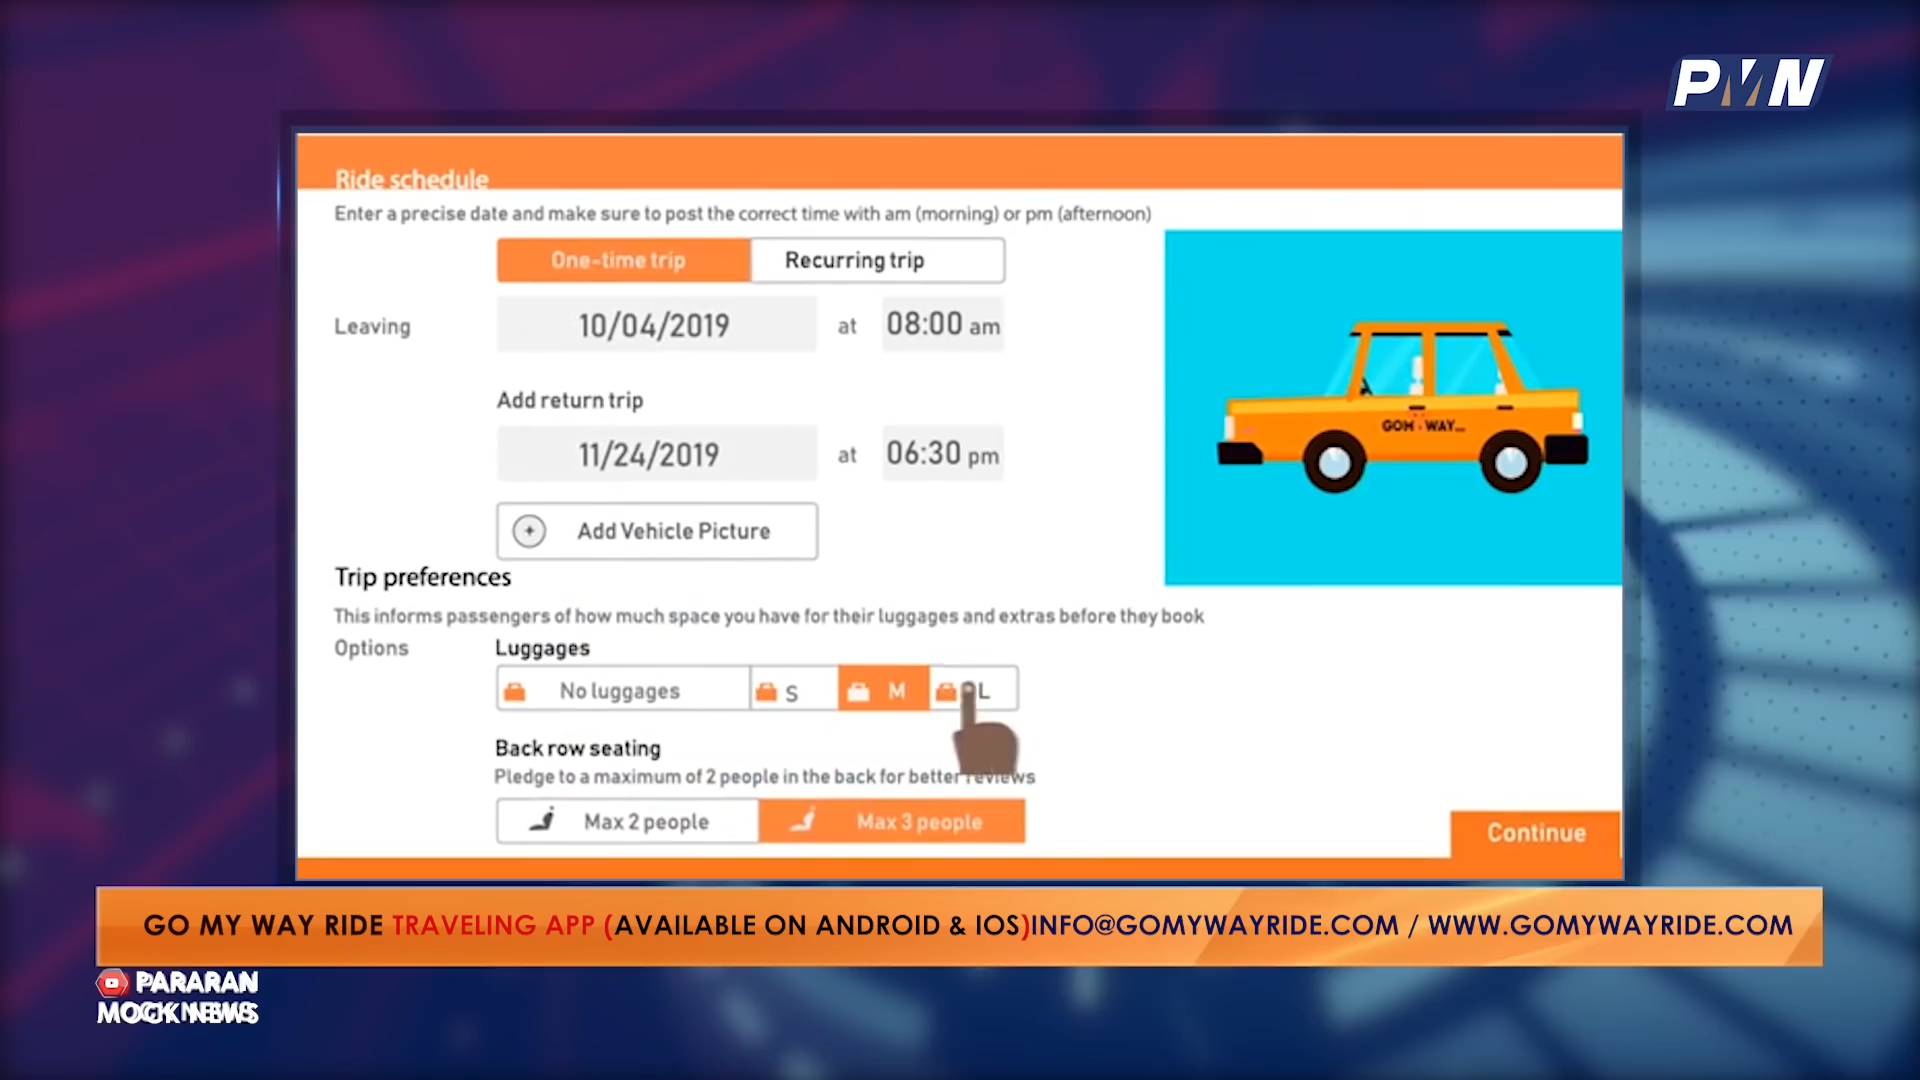 PMN
Ride schedule
Enter a precise date and make sure to post the correct time with am (morning) or pm (afternoon)
One-time trip Recurring trip
Leaving 10/04/2019 at 08:00 am
Add return trip
11/24/2019 at 06:30 pm
Add Vehicle Picture
Trip preferences
This informs passengers of how much space you have for their luggages and extras before they book
Options Luggages
No luggages S M L
Back row seating
Pledge to a maximum of 2 people in the back for better reviews
Max 2 people Max 3 people
Continue
GO MY WAY RIDE TRAVELING APP (AVAILABLE ON ANDROID & IOS)INFO@GOMYWAYRIDE.COM / WWW.GOMYWAYRIDE.COM
PARARAN
MOCK NEWS